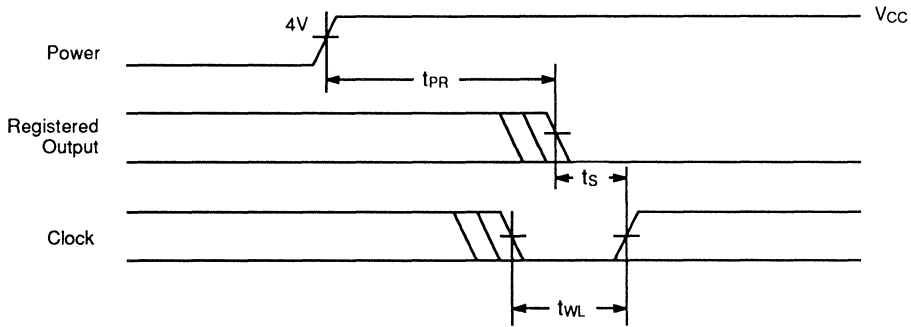 4V
VCC
Power
tPR
Registered
Output
tS
Clock
tWL